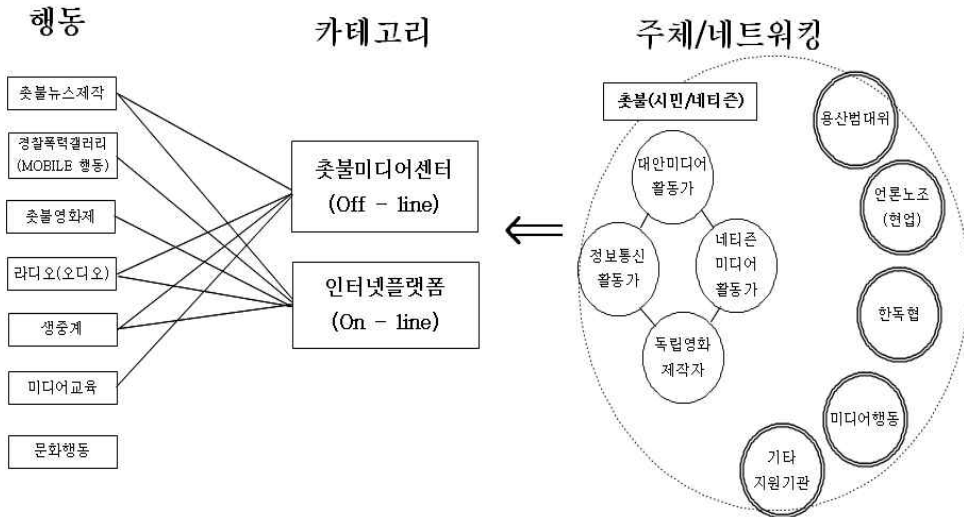 행동
카테고리
주체/네트워킹
촛불뉴스제작
경찰폭력갤러리
(MOBILE 행동)
촛불영화제
라디오(오디오)
생중계
미디어교육
문화행동
촛불미디어센터
(Off - line)
인터넷플랫폼
(On - line)
촛불(시민/네티즌)
대안미디어
활동가
정보통신
활동가
네티즌
미디어
활동가
독립영화
제작자
용산범대위
언론노조
(현업)
한독협
미디어행동
기타
지원기관